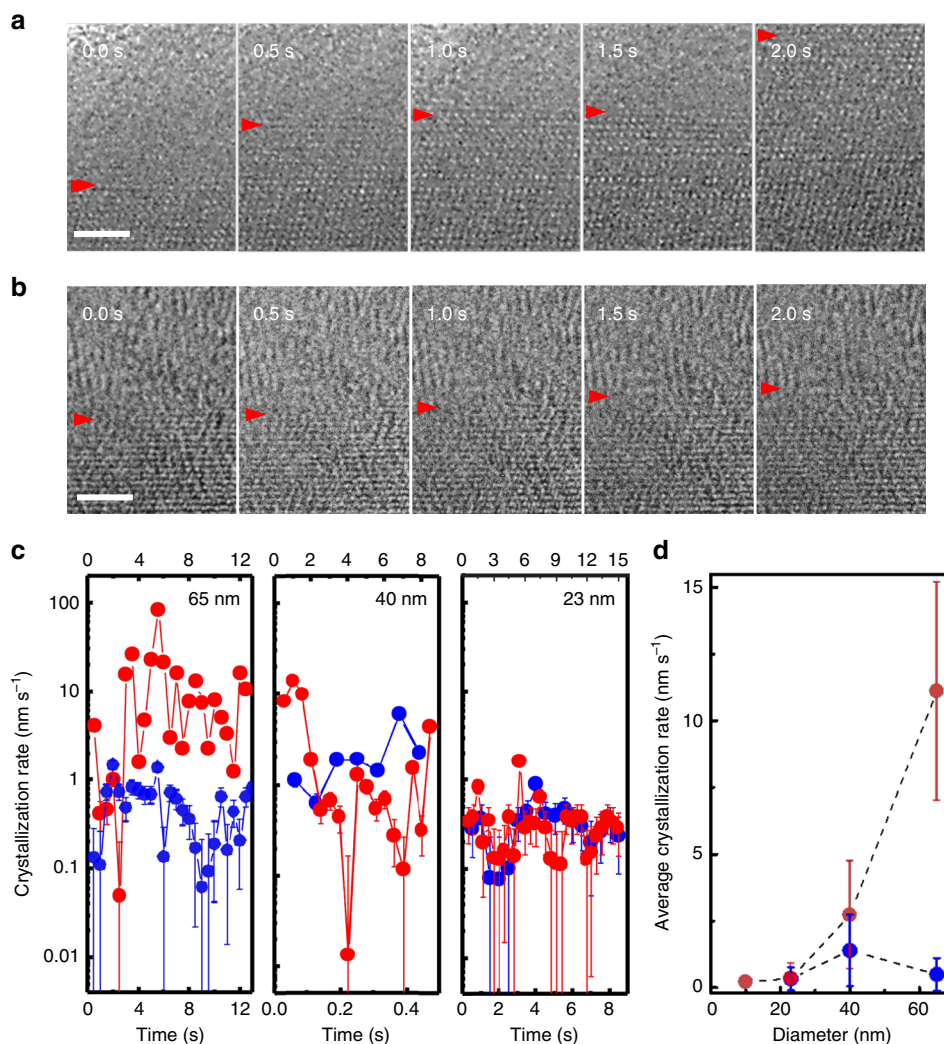 a
0.0 s
0.5 s
1.0 s
1.5 s
2.0 s
b
0.0 s
0.5 s
1.0 s
1.5 s
2.0 s
c
0 4 8 12
0 2 4 6 8
0 3 6 9 12 15
65 nm
40 nm
23 nm
100
10
1
0.1
0.01
Crystallization rate (nm s⁻¹)
0 4 8 12
0.0 0.2 0.4
2 4 6 8
Time (s)
Time (s)
Time (s)
d
15
10
5
0
Average crystallization rate (nm s⁻¹)
0 20 40 60
Diameter (nm)